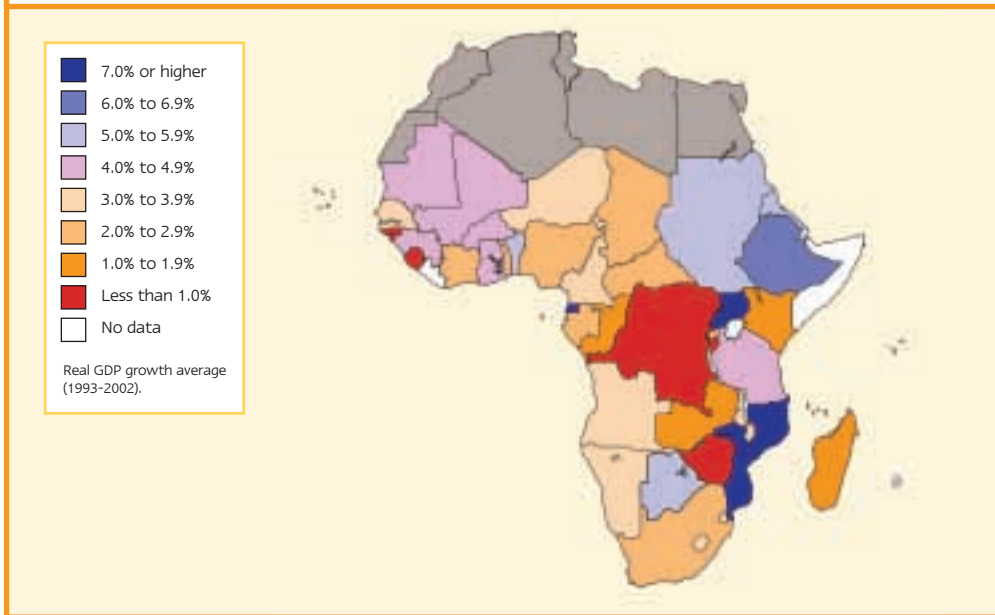 7.0% or higher
6.0% to 6.9%
5.0% to 5.9%
4.0% to 4.9%
3.0% to 3.9%
2.0% to 2.9%
1.0% to 1.9%
Less than 1.0%
No data
Real GDP growth average
(1993-2002).